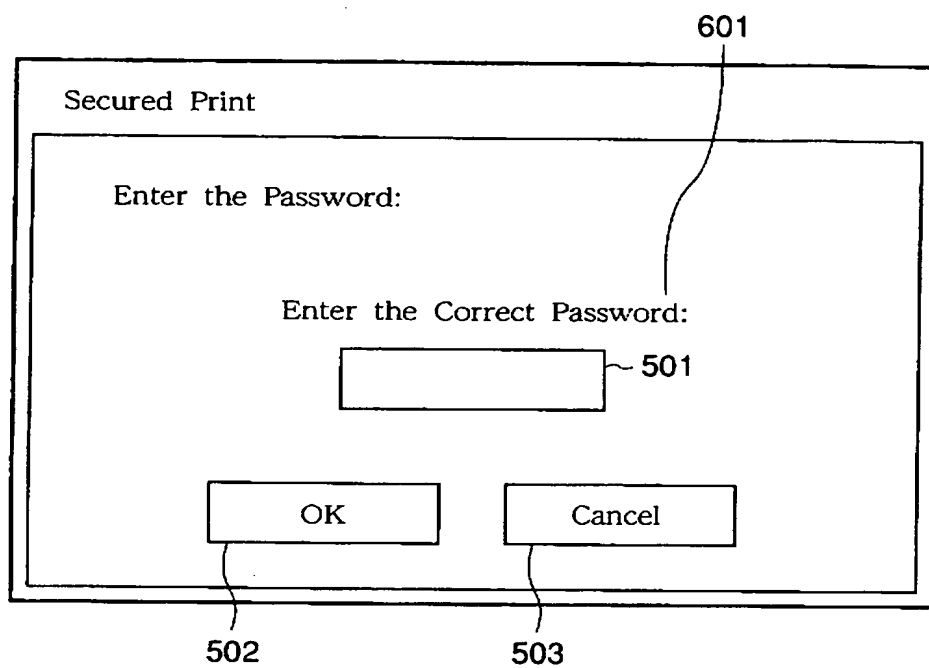 601
Secured Print
Enter the Password:
Enter the Correct Password:
501
OK
Cancel
502
503